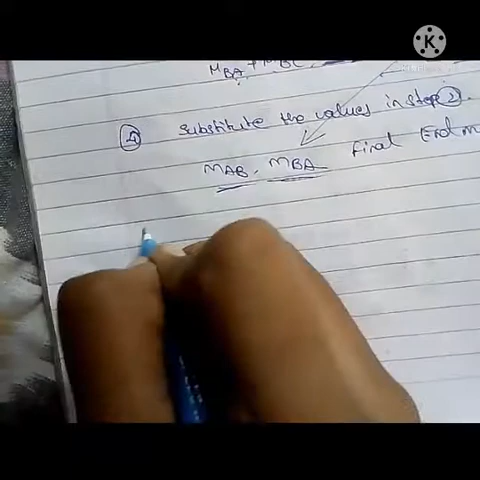 MBA + MBC
④ Substitute the values in step ②.
MAB, MBA Final End m
K